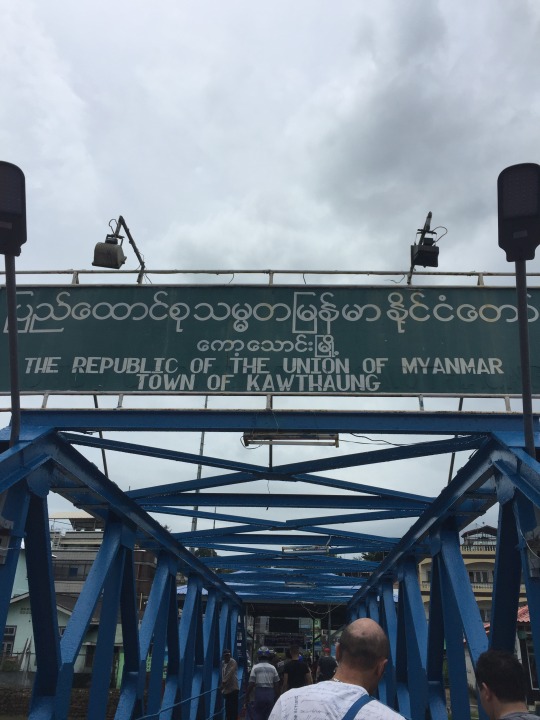 ပြည်ထောင်စုသမ္မတမြန်မာနိုင်ငံတော်
ကော့သောင်းမြို့
THE REPUBLIC OF THE UNION OF MYANMAR
TOWN OF KAWTHAUNG